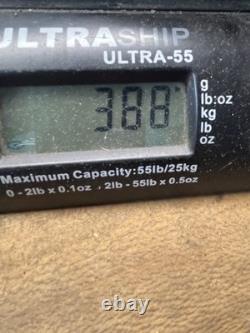 ULTRASHIP
ULTRA-55
388
g
lb:oz
kg
lb
oz
Maximum Capacity:55lb/25kg
0 - 2lb x 0.1oz , 2lb - 55lb x 0.5oz
ebay